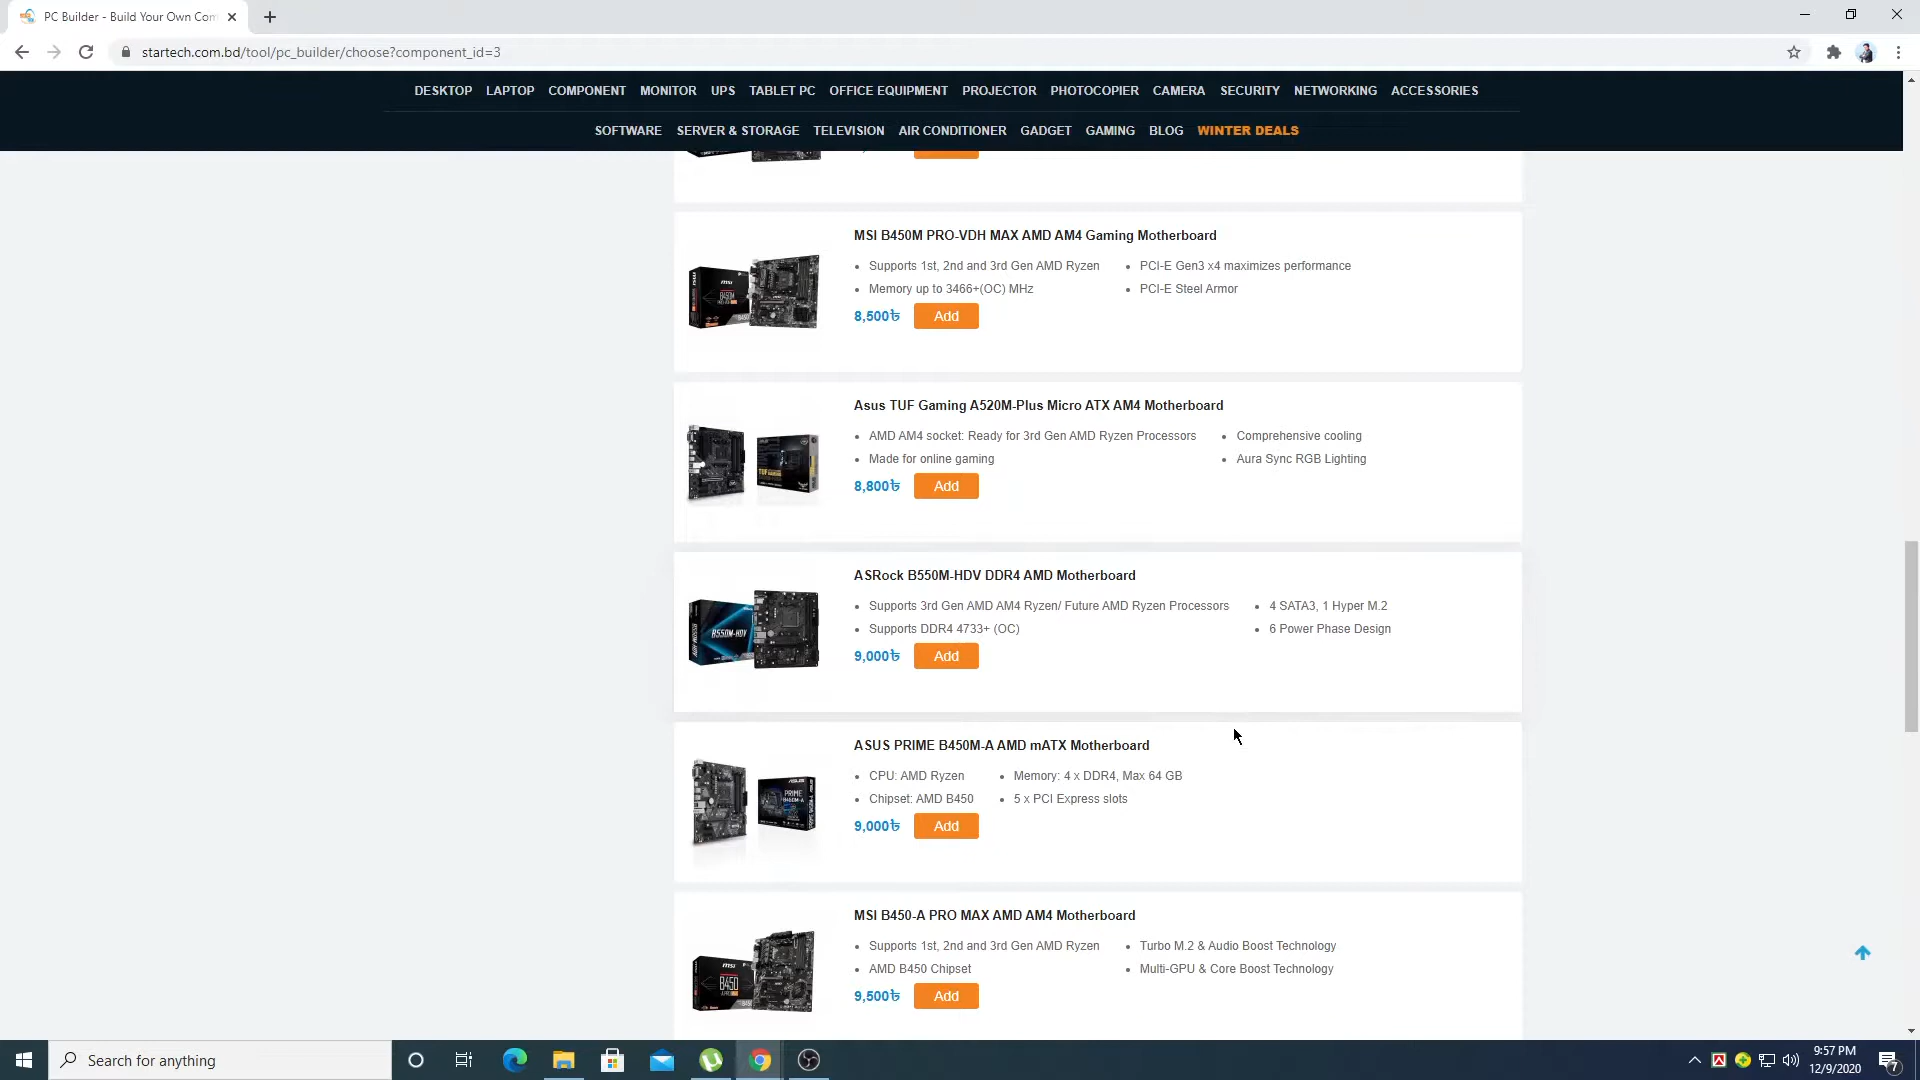 PC Builder - Build Your Own Com
startech.com.bd/tool/pc_builder/choose?component_id=3
DESKTOP LAPTOP COMPONENT MONITOR UPS TABLET PC OFFICE EQUIPMENT PROJECTOR PHOTOCOPIER CAMERA SECURITY NETWORKING ACCESSORIES
SOFTWARE SERVER & STORAGE TELEVISION AIR CONDITIONER GADGET GAMING BLOG WINTER DEALS
MSI B450M PRO-VDH MAX AMD AM4 Gaming Motherboard
Supports 1st, 2nd and 3rd Gen AMD Ryzen PCI-E Gen3 x4 maximizes performance
Memory up to 3466+(OC) MHz PCI-E Steel Armor
8,500৳ Add
Asus TUF Gaming A520M-Plus Micro ATX AM4 Motherboard
AMD AM4 socket: Ready for 3rd Gen AMD Ryzen Processors Comprehensive cooling
Made for online gaming Aura Sync RGB Lighting
8,800৳ Add
ASRock B550M-HDV DDR4 AMD Motherboard
Supports 3rd Gen AMD AM4 Ryzen/ Future AMD Ryzen Processors 4 SATA3, 1 Hyper M.2
Supports DDR4 4733+ (OC) 6 Power Phase Design
B550M-HDV
9,000৳ Add
ASUS PRIME B450M-A AMD mATX Motherboard
CPU: AMD Ryzen Memory: 4 x DDR4, Max 64 GB
Chipset: AMD B450 5 x PCI Express slots
PRIME
9,000৳ Add
MSI B450-A PRO MAX AMD AM4 Motherboard
Supports 1st, 2nd and 3rd Gen AMD Ryzen Turbo M.2 & Audio Boost Technology
AMD B450 Chipset Multi-GPU & Core Boost Technology
msi
B450
9,500৳ Add
Search for anything
9:57 PM
12/9/2020
7